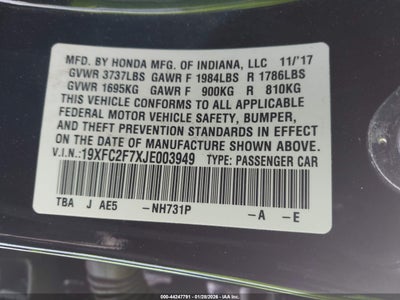 MFD. BY HONDA MFG. OF INDIANA, LLC 11/'17
GVWR 3737LBS GAWR F 1984LBS R 1786LBS
GVWR 1695KG GAWR F 900KG R 810KG
THIS VEHICLE CONFORMS TO ALL APPLICABLE
FEDERAL MOTOR VEHICLE SAFETY, BUMPER,
AND THEFT PREVENTION STANDARDS IN
EFFECT ON THE DATE OF MANUFACTURE SHOWN
ABOVE.
V.I.N.: 19XFC2F7XJE003949 TYPE: PASSENGER CAR
TBA J AE5 -NH731P -A -E
000-44247791 - 01/28/2026 - IAAI.COM